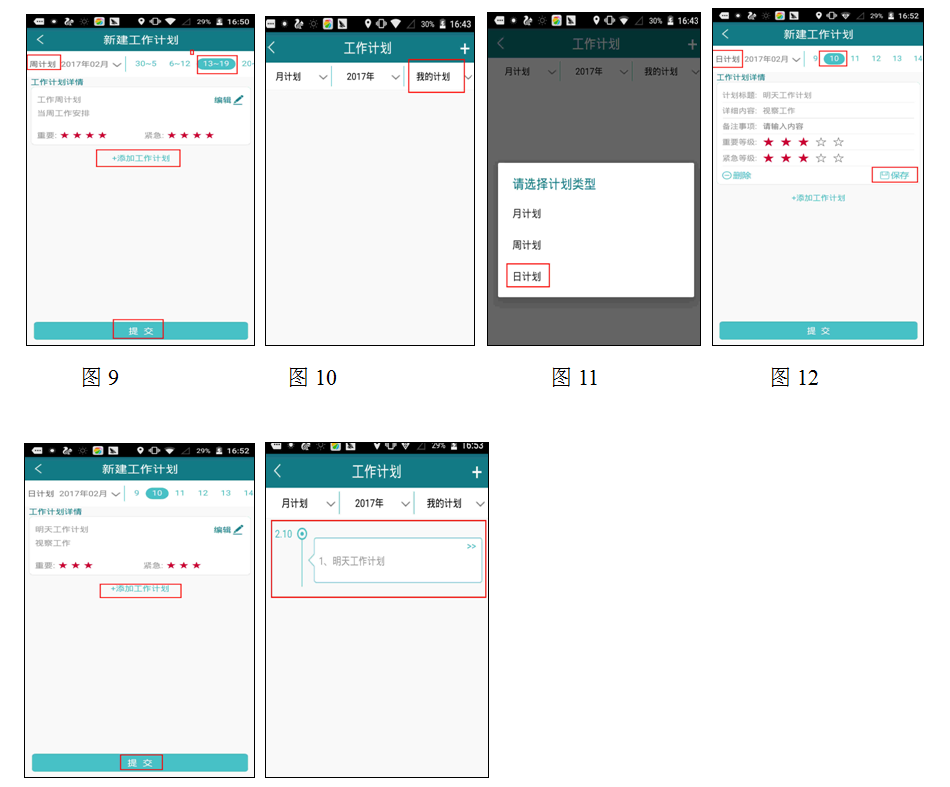 29% 16:50
新建工作计划
周计划 2017年02月 30~5 6~12 13~19 20-
工作计划详情
工作周计划 编辑
当周工作安排
重要: ★★★★ 紧急: ★★★★
+添加工作计划
提 交
图 9
30% 16:43
工作计划 +
月计划 2017年 我的计划
图 10
30% 16:43
工作计划 +
月计划 2017年 我的计划
请选择计划类型
月计划
周计划
日计划
图 11
29% 16:52
新建工作计划
日计划 2017年02月 9 10 11 12 13 14
工作计划详情
计划标题: 明天工作计划
详细内容: 视察工作
备注事项: 请输入内容
重要等级: ★★★☆☆
紧急等级: ★★★☆☆
删除 保存
+添加工作计划
提 交
图 12
29% 16:52
新建工作计划
日计划 2017年02月 9 10 11 12 13 14
工作计划详情
明天工作计划 编辑
视察工作
重要: ★★★ 紧急: ★★★
+添加工作计划
提 交
29% 16:53
工作计划 +
月计划 2017年 我的计划
2.10
>>
1、明天工作计划